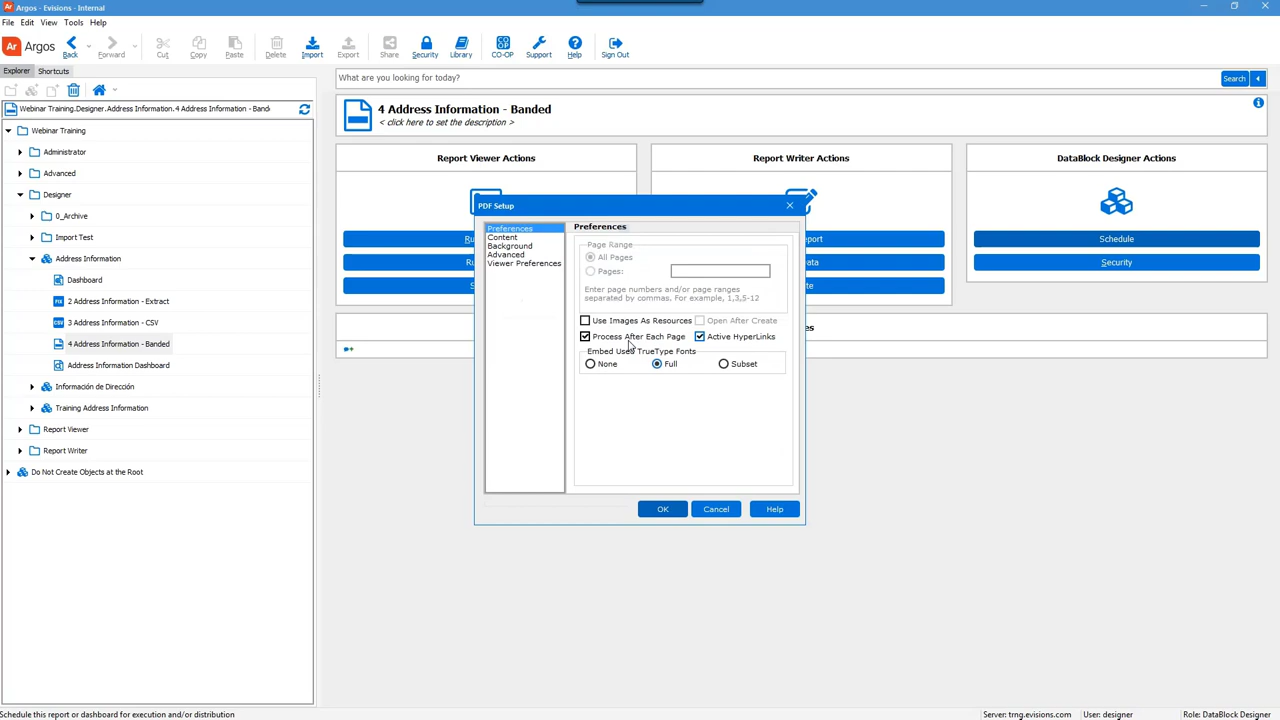 Argos - Evisions - Internal
File Edit View Tools Help
Ar Argos Back Forward Cut Copy Paste Delete Import Export Share Security Library CO-OP Support Help Sign Out
Explorer Shortcuts
What are you looking for today? Search
Webinar Training.Designer.Address Information.4 Address Information - Band
4 Address Information - Banded
< click here to set the description >
Webinar Training
Administrator
Advanced
Designer
0_Archive
Import Test
Address Information
Dashboard
FIX 2 Address Information - Extract
CSV 3 Address Information - CSV
4 Address Information - Banded
Address Information Dashboard
Información de Dirección
Training Address Information
Report Viewer
Report Writer
Do Not Create Objects at the Root
Report Viewer Actions
Report Writer Actions
DataBlock Designer Actions
Schedule
Security
PDF Setup
Preferences
Content
Background
Advanced
Viewer Preferences
Preferences
Page Range
All Pages
Pages:
Enter page numbers and/or page ranges
separated by commas. For example, 1,3,5-12
Use Images As Resources Open After Create
Process After Each Page Active HyperLinks
Embed Used TrueType Fonts
None Full Subset
OK Cancel Help
Schedule this report or dashboard for execution and/or distribution
Server: trng.evisions.com User: designer Role: DataBlock Designer